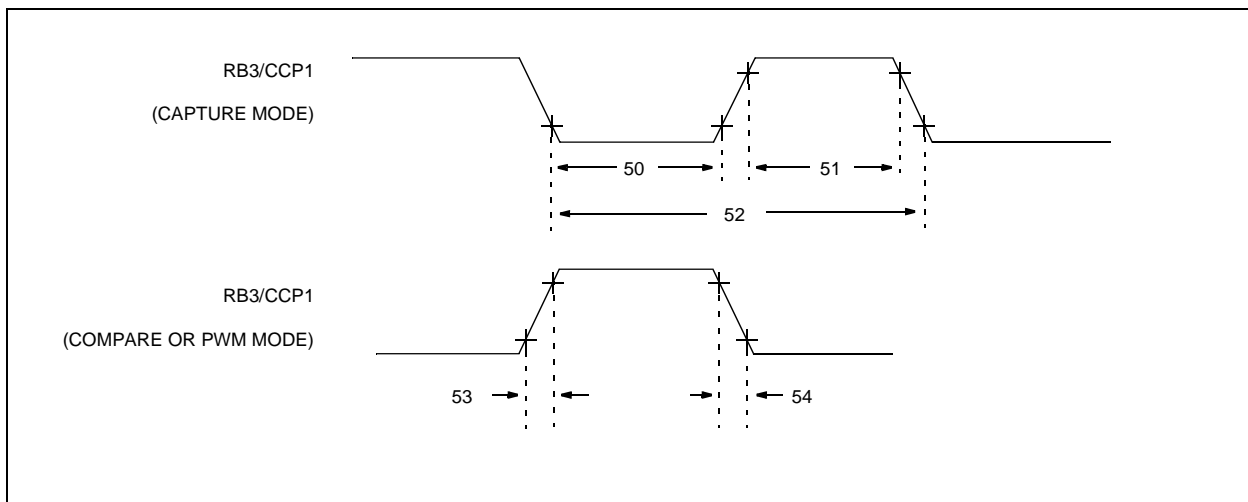 RB3/CCP1
(CAPTURE MODE)
50
51
52
RB3/CCP1
(COMPARE OR PWM MODE)
53
54